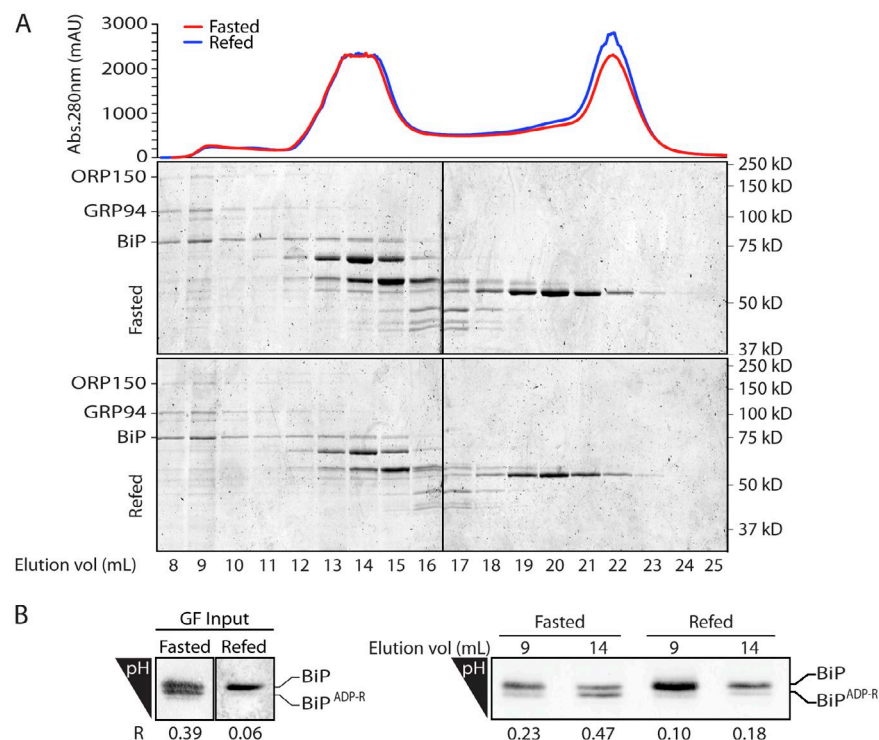 A
Abs.280nm (mAU)
3000
2000
1000
0
Fasted
Refed
ORP150
GRP94
BiP
Fasted
250 kD
150 kD
100 kD
75 kD
50 kD
37 kD
ORP150
GRP94
BiP
Refed
250 kD
150 kD
100 kD
75 kD
50 kD
37 kD
Elution vol (mL) 8 9 10 11 12 13 14 15 16 17 18 19 20 21 22 23 24 25
B
GF Input
Fasted Refed
pH
BiP
BiP ADP-R
R 0.39 0.06
Fasted Refed
Elution vol (mL) 9 14 9 14
pH
BiP
BiP ADP-R
0.23 0.47 0.10 0.18